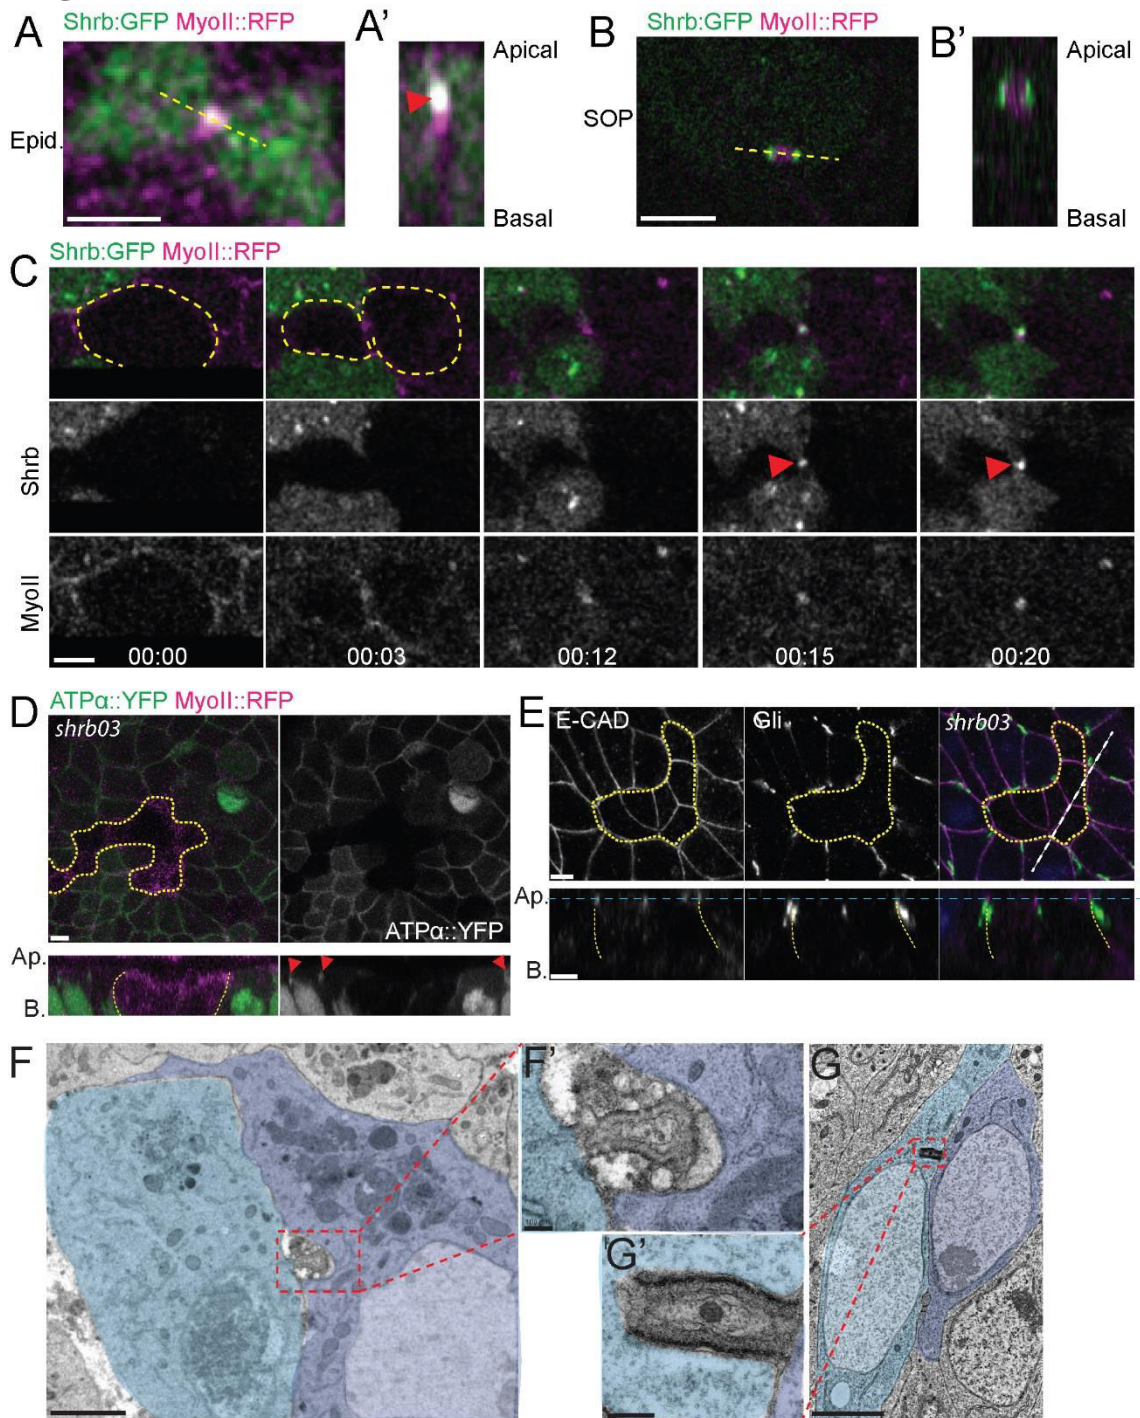 Shrb:GFP MyoII::RFP
A
A'
Apical
Epid.
Basal
Shrb:GFP MyoII::RFP
B
B'
Apical
SOP
Basal
Shrb:GFP MyoII::RFP
C
Shrb
MyoII
00:00 00:03 00:12 00:15 00:20
ATPα::YFP MyoII::RFP
D
shrb03
ATPα::YFP
Ap.
B.
E
E-CAD Gli shrb03
Ap.
B.
F
F'
G
G'